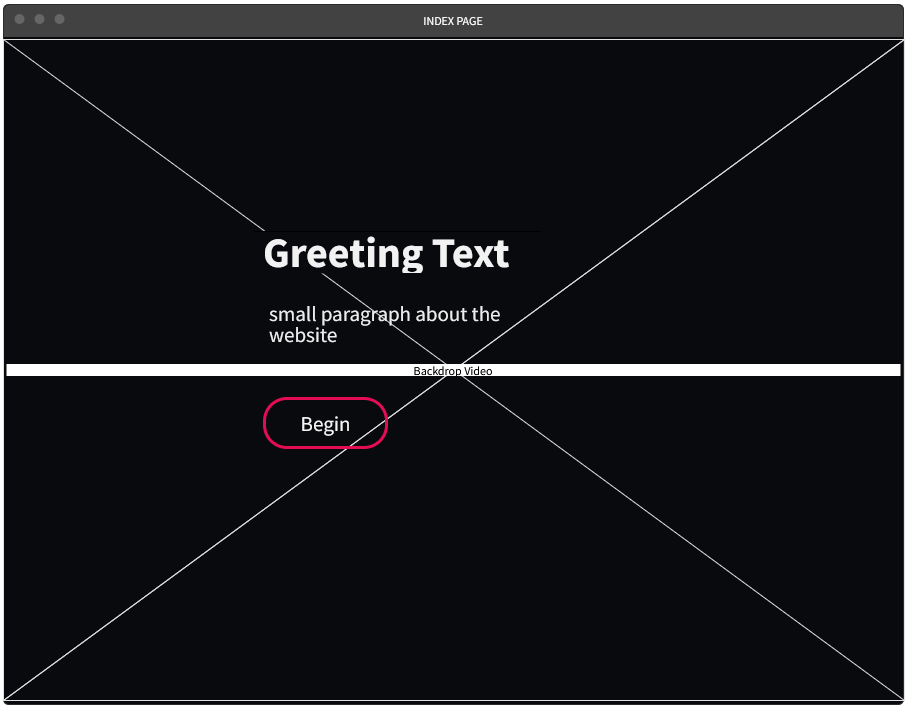 INDEX PAGE
Greeting Text
small paragraph about the
website
Backdrop Video
Begin